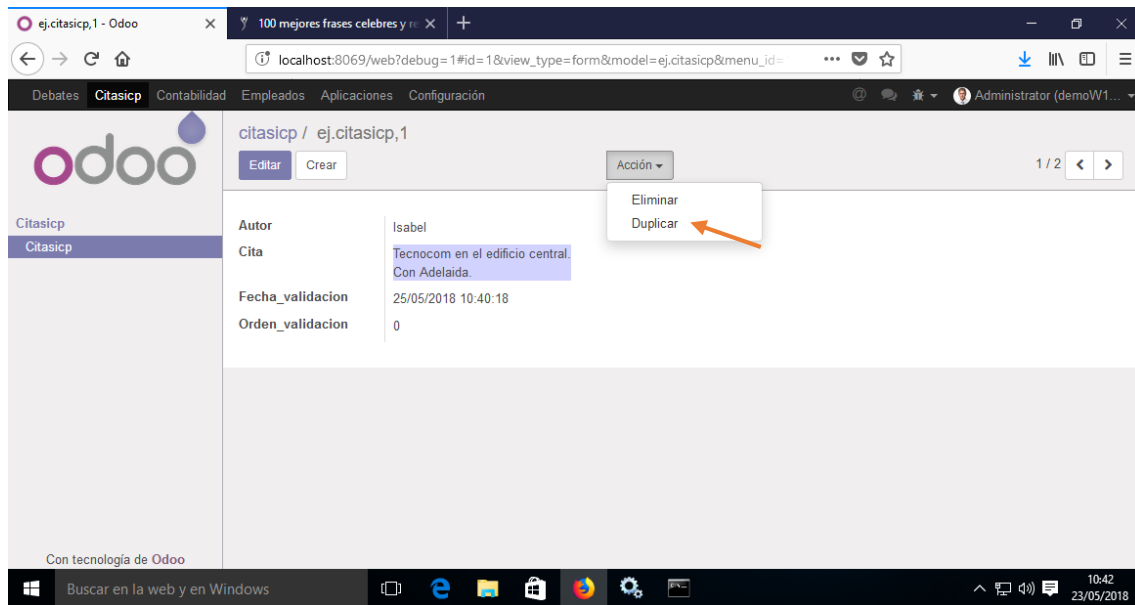 ej.citasicp,1 - Odoo
100 mejores frases celebres y re
localhost:8069/web?debug=1#id=1&view_type=form&model=ej.citasicp&menu_id=
Debates Citasicp Contabilidad Empleados Aplicaciones Configuración @ Administrator (demoW1...
odoo
citasicp / ej.citasicp,1
Editar Crear Acción 1 / 2
Eliminar
Duplicar
Citasicp
Citasicp
Autor Isabel
Cita Tecnocom en el edificio central.
Con Adelaida.
Fecha_validacion 25/05/2018 10:40:18
Orden_validacion 0
Con tecnología de Odoo
Buscar en la web y en Windows
10:42
23/05/2018